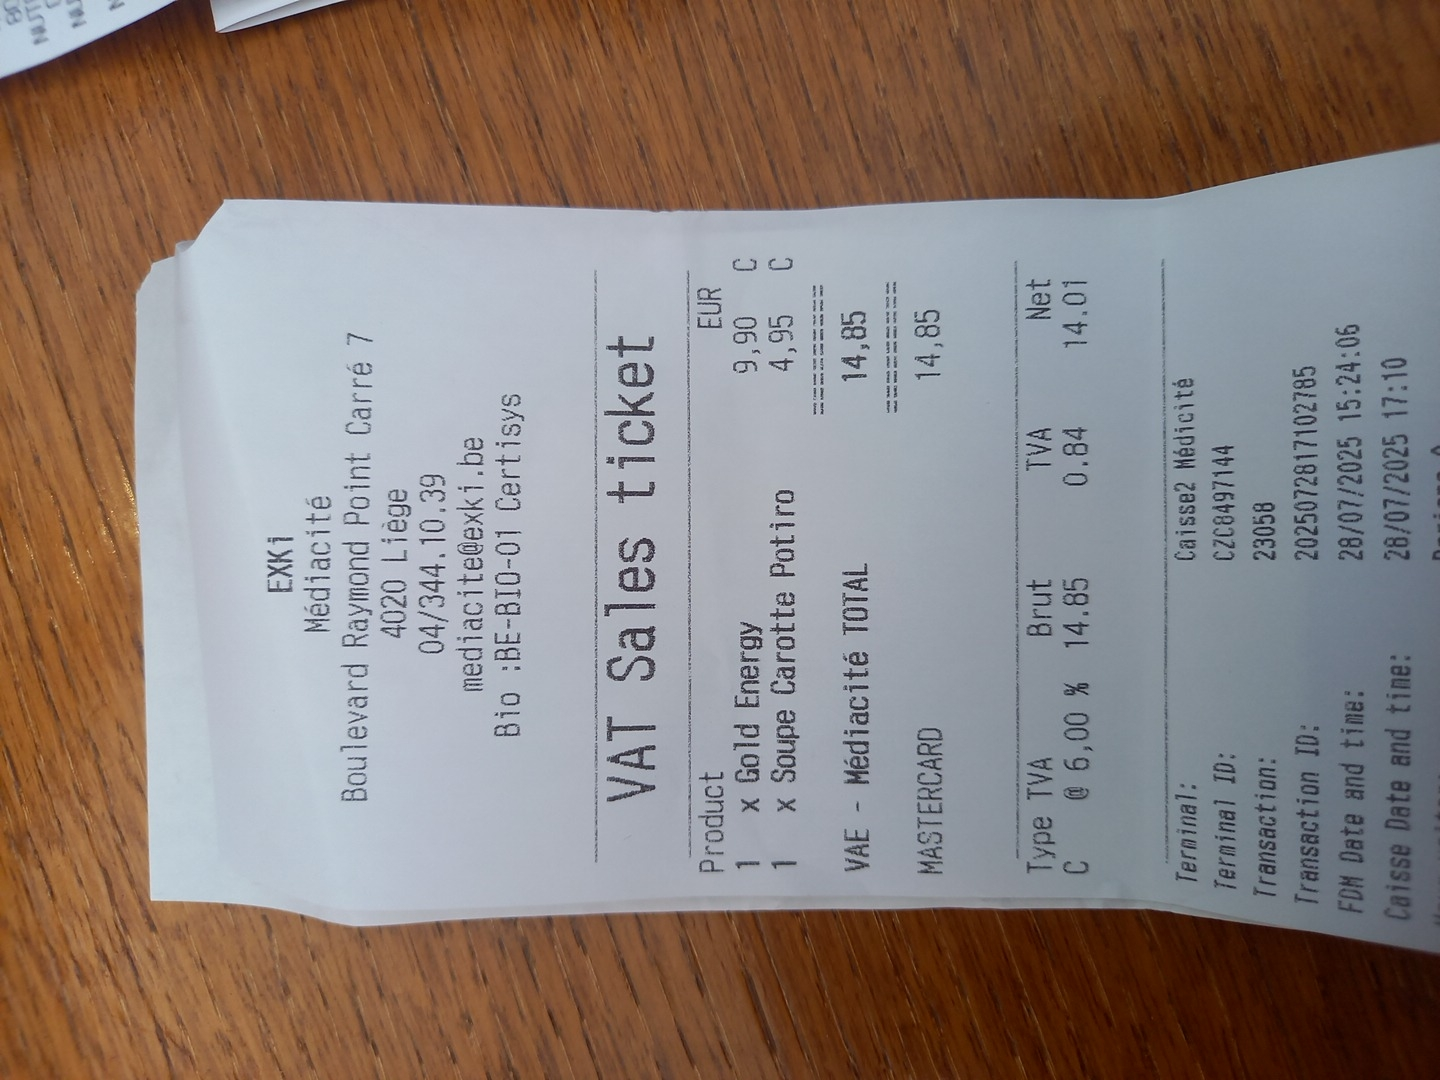 EXKi
Médiacité
Boulevard Raymond Point Carré 7
4020 Liège
04/344.10.39
mediacite@exki.be
Bio :BE-BIO-01 Certisys
VAT Sales ticket
Product EUR
1 x Gold Energy 9,90 C
1 x Soupe Carotte Potiro 4,95 C
VAE - Médiacité TOTAL 14,85
MASTERCARD 14,85
Type TVA Brut TVA Net
C @ 6,00 % 14.85 0.84 14.01
Terminal: Caisse2 Médicité
Terminal ID: CZC8497144
Transaction: 23058
Transaction ID: 2025072817102785
FDM Date and time: 28/07/2025 15:24:06
Caisse Date and time: 28/07/2025 17:10